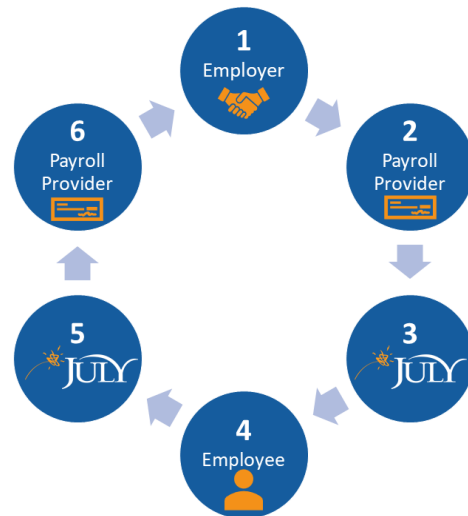 1
Employer
2
Payroll
Provider
3
JULY
4
Employee
5
JULY
6
Payroll
Provider